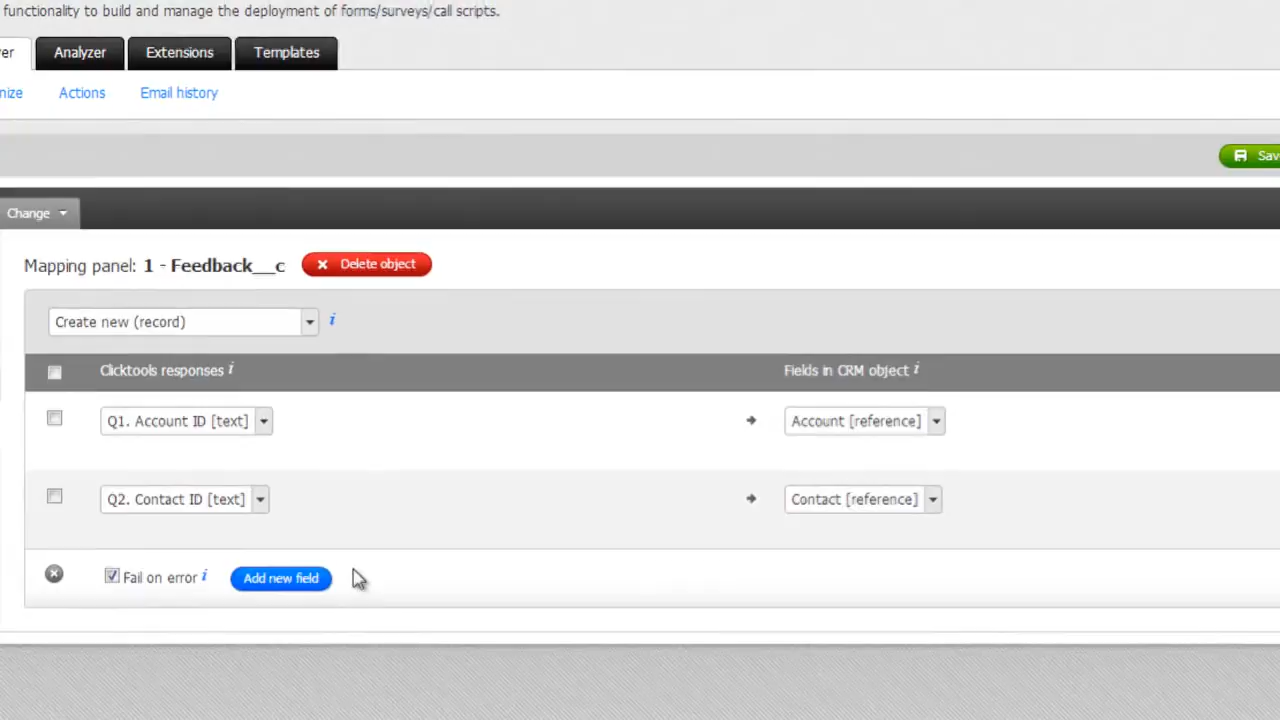 functionality to build and manage the deployment of forms/surveys/call scripts.
er Analyzer Extensions Templates
nize Actions Email history
Sav
Change
Mapping panel: 1 - Feedback__c Delete object
Create new (record) i
Clicktools responses i Fields in CRM object i
Q1. Account ID [text] Account [reference]
Q2. Contact ID [text] Contact [reference]
Fail on error i Add new field